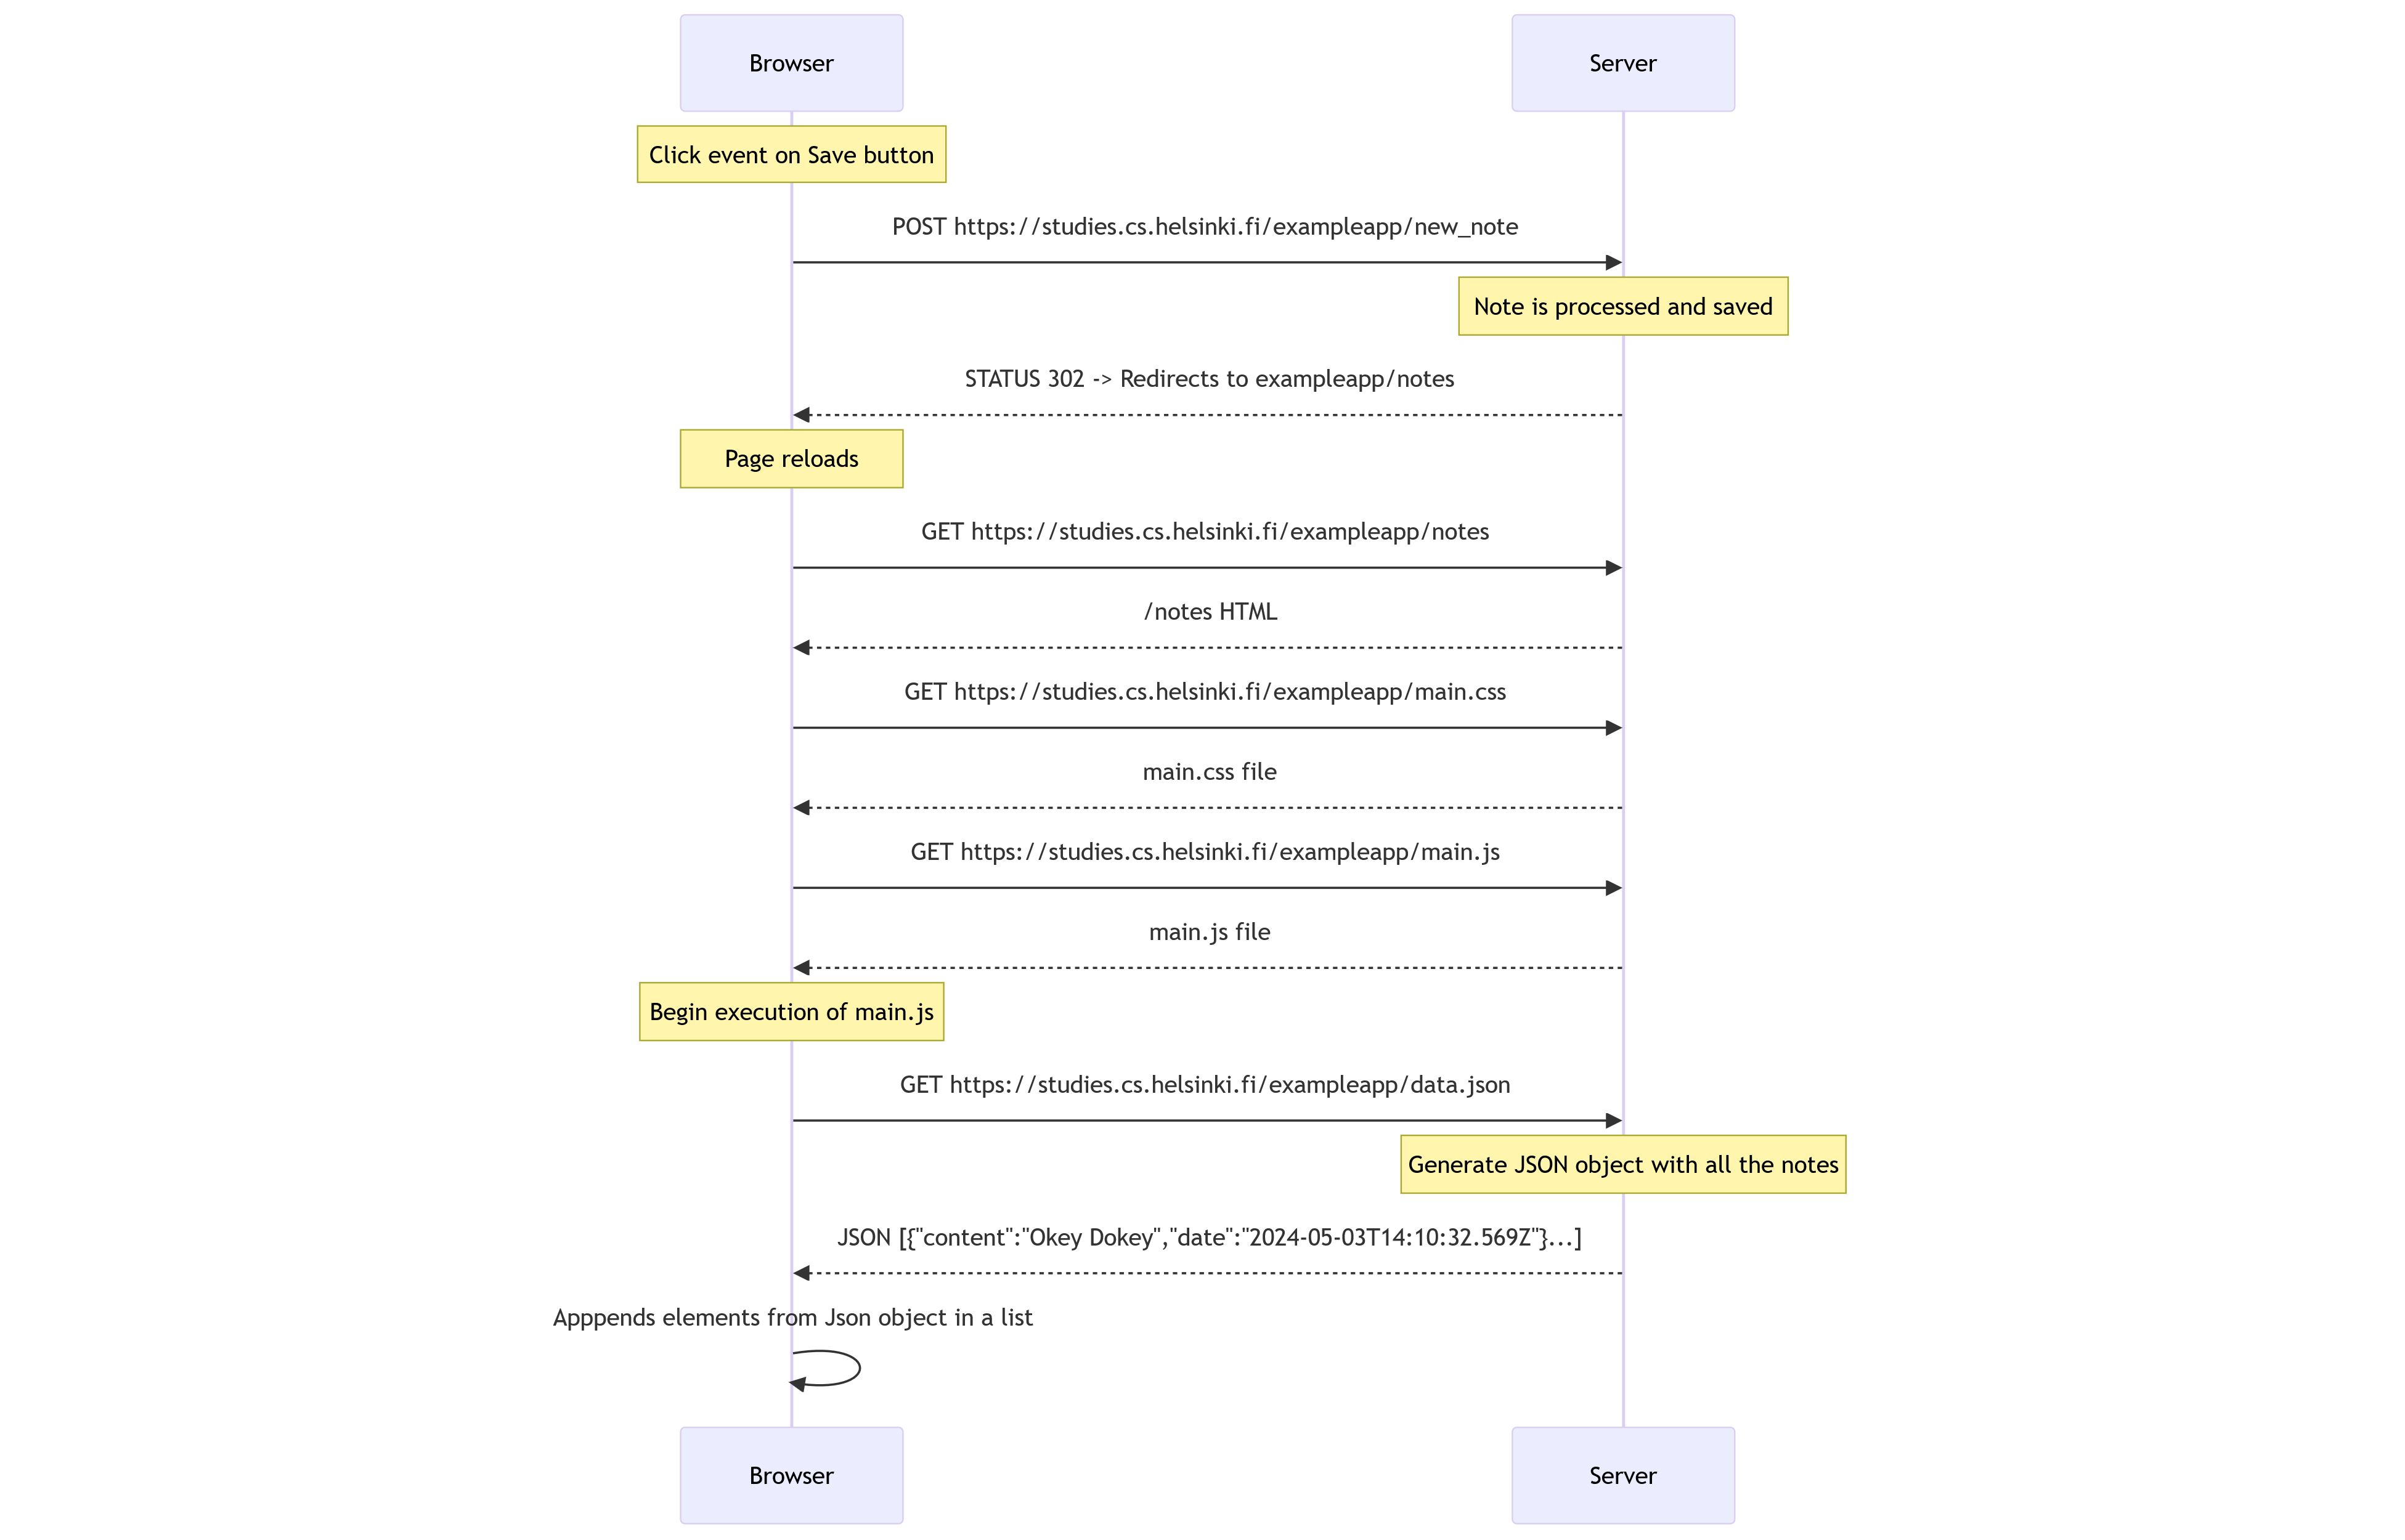 Browser
Server
Click event on Save button
POST https://studies.cs.helsinki.fi/exampleapp/new_note
Note is processed and saved
STATUS 302 -> Redirects to exampleapp/notes
Page reloads
GET https://studies.cs.helsinki.fi/exampleapp/notes
/notes HTML
GET https://studies.cs.helsinki.fi/exampleapp/main.css
main.css file
GET https://studies.cs.helsinki.fi/exampleapp/main.js
main.js file
Begin execution of main.js
GET https://studies.cs.helsinki.fi/exampleapp/data.json
Generate JSON object with all the notes
JSON [{"content":"Okey Dokey","date":"2024-05-03T14:10:32.569Z"}...]
Apppends elements from Json object in a list
Browser
Server